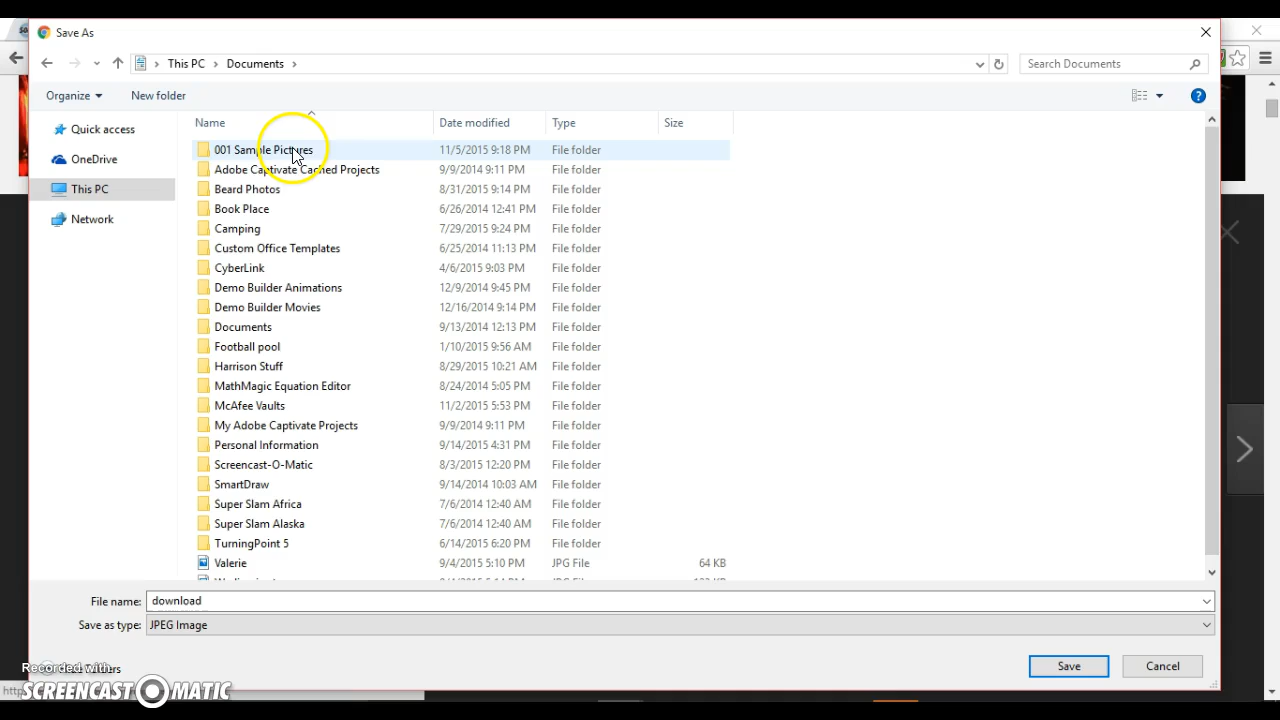 Save As
This PC > Documents >
Search Documents
Organize
New folder
Name Date modified Type Size
Quick access
OneDrive
This PC
Network
001 Sample Pictures 11/5/2015 9:18 PM File folder
Adobe Captivate Cached Projects 9/9/2014 9:11 PM File folder
Beard Photos 8/31/2015 9:14 PM File folder
Book Place 6/26/2014 12:41 PM File folder
Camping 7/29/2015 9:24 PM File folder
Custom Office Templates 6/25/2014 11:13 PM File folder
CyberLink 4/6/2015 9:03 PM File folder
Demo Builder Animations 12/9/2014 9:45 PM File folder
Demo Builder Movies 12/16/2014 9:14 PM File folder
Documents 9/13/2014 12:13 PM File folder
Football pool 1/10/2015 9:56 AM File folder
Harrison Stuff 8/29/2015 10:21 AM File folder
MathMagic Equation Editor 8/24/2014 5:05 PM File folder
McAfee Vaults 11/2/2015 5:53 PM File folder
My Adobe Captivate Projects 9/9/2014 9:11 PM File folder
Personal Information 9/14/2015 4:31 PM File folder
Screencast-O-Matic 8/3/2015 12:20 PM File folder
SmartDraw 9/14/2014 10:03 AM File folder
Super Slam Africa 7/6/2014 12:40 AM File folder
Super Slam Alaska 7/6/2014 12:40 AM File folder
TurningPoint 5 6/14/2015 6:20 PM File folder
Valerie 9/4/2015 5:10 PM JPG File 64 KB
File name: download
Save as type: JPEG Image
Save
Cancel
Recorded with
SCREENCAST MATIC